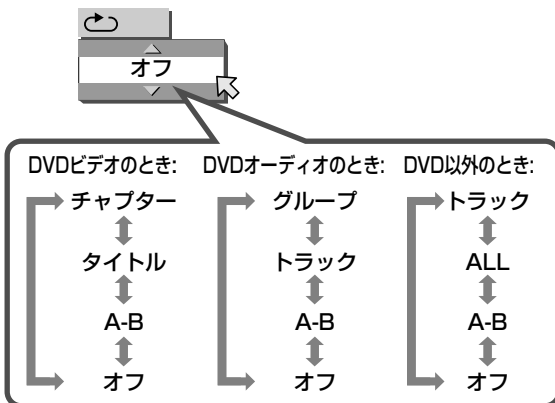 オフ
DVDビデオのとき:
チャプター
タイトル
A-B
オフ
DVDオーディオのとき:
グループ
トラック
A-B
オフ
DVD以外のとき:
トラック
ALL
A-B
オフ